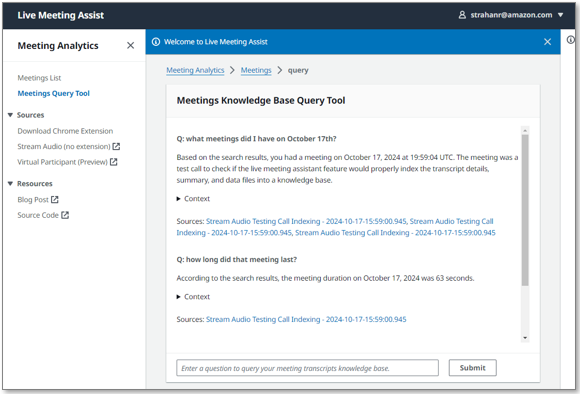 Live Meeting Assist
strahanr@amazon.com
Meeting Analytics
Welcome to Live Meeting Assist
Meetings List
Meetings Query Tool
Sources
Download Chrome Extension
Stream Audio (no extension)
Virtual Participant (Preview)
Resources
Blog Post
Source Code
Meeting Analytics > Meetings > query
Meetings Knowledge Base Query Tool
Q: what meetings did I have on October 17th?
Based on the search results, you had a meeting on October 17, 2024 at 19:59:04 UTC. The meeting was a
test call to check if the live meeting assistant feature would properly index the transcript details,
summary, and data files into a knowledge base.
Context
Sources: Stream Audio Testing Call Indexing - 2024-10-17-15:59:00.945, Stream Audio Testing Call
Indexing - 2024-10-17-15:59:00.945, Stream Audio Testing Call Indexing - 2024-10-17-15:59:00.945
Q: how long did that meeting last?
According to the search results, the meeting duration on October 17, 2024 was 63 seconds.
Context
Sources: Stream Audio Testing Call Indexing - 2024-10-17-15:59:00.945
Enter a question to query your meeting transcripts knowledge base.
Submit